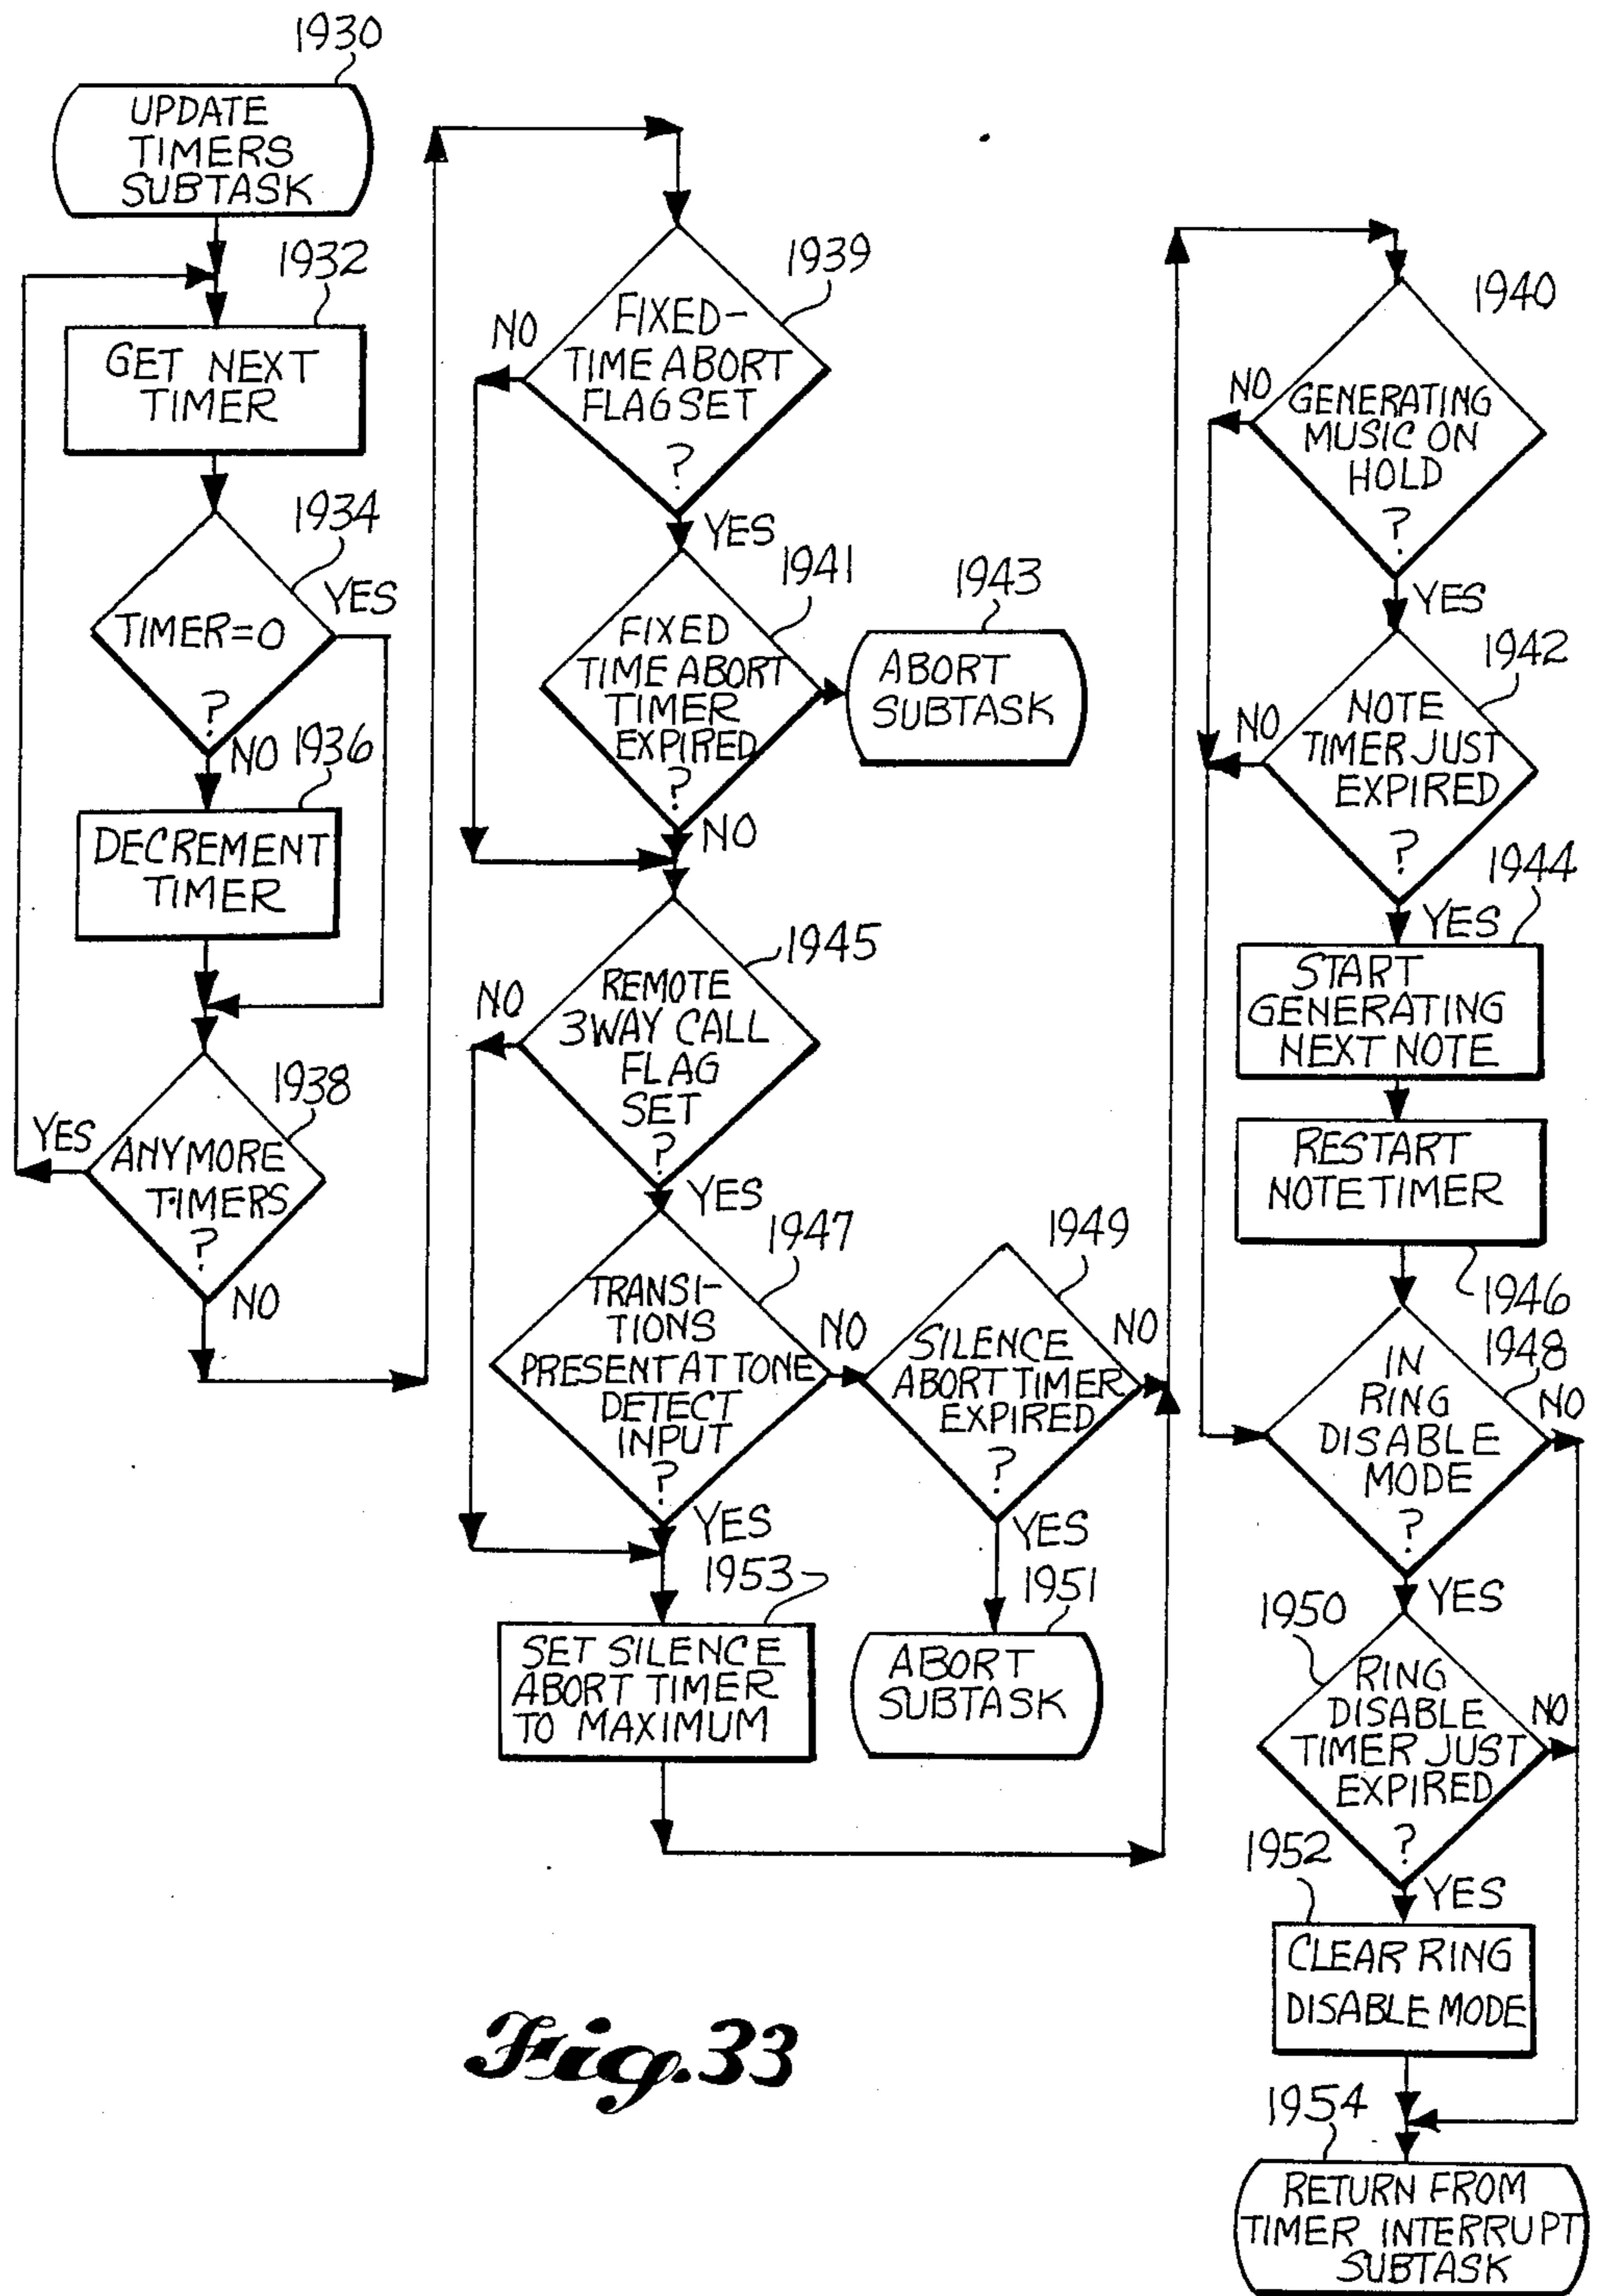 1930
UPDATE
TIMERS
SUBTASK
1932
GET NEXT
TIMER
1934
YES
TIMER=0
?
NO
1936
DECREMENT
TIMER
1938
YES
ANYMORE
TIMERS
?
NO
1939
NO
FIXED-
TIME ABORT
FLAG SET
?
YES
1941
FIXED
TIME ABORT
TIMER
EXPIRED
?
NO
1943
ABORT
SUBTASK
1945
NO
REMOTE
3WAY CALL
FLAG
SET
?
YES
1947
TRANSI-
TIONS
PRESENT AT TONE
DETECT
INPUT
?
NO
YES
1949
SILENCE
ABORT TIMER
EXPIRED
?
NO
YES
1951
ABORT
SUBTASK
1953
SET SILENCE
ABORT TIMER
TO MAXIMUM
1940
NO
GENERATING
MUSIC ON
HOLD
?
YES
1942
NO
NOTE
TIMER JUST
EXPIRED
?
YES
1944
START
GENERATING
NEXT NOTE
RESTART
NOTE TIMER
1946
1948
IN
RING
DISABLE
MODE
?
NO
YES
1950
RING
DISABLE
TIMER JUST
EXPIRED
?
NO
YES
1952
CLEAR RING
DISABLE MODE
1954
RETURN FROM
TIMER INTERRUPT
SUBTASK
Fig. 33